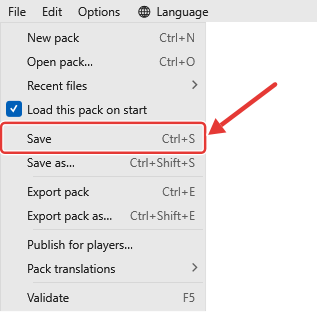 File Edit Options Language
New pack Ctrl+N
Open pack... Ctrl+O
Recent files
Load this pack on start
Save Ctrl+S
Save as... Ctrl+Shift+S
Export pack Ctrl+E
Export pack as... Ctrl+Shift+E
Publish for players...
Pack translations
Validate F5